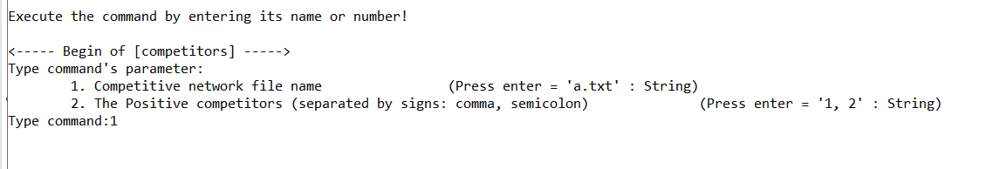 Execute the command by entering its name or number!
<----- Begin of [competitors] ----->
Type command's parameter:
1. Competitive network file name (Press enter = 'a.txt' : String)
2. The Positive competitors (separated by signs: comma, semicolon) (Press enter = '1, 2' : String)
Type command:1